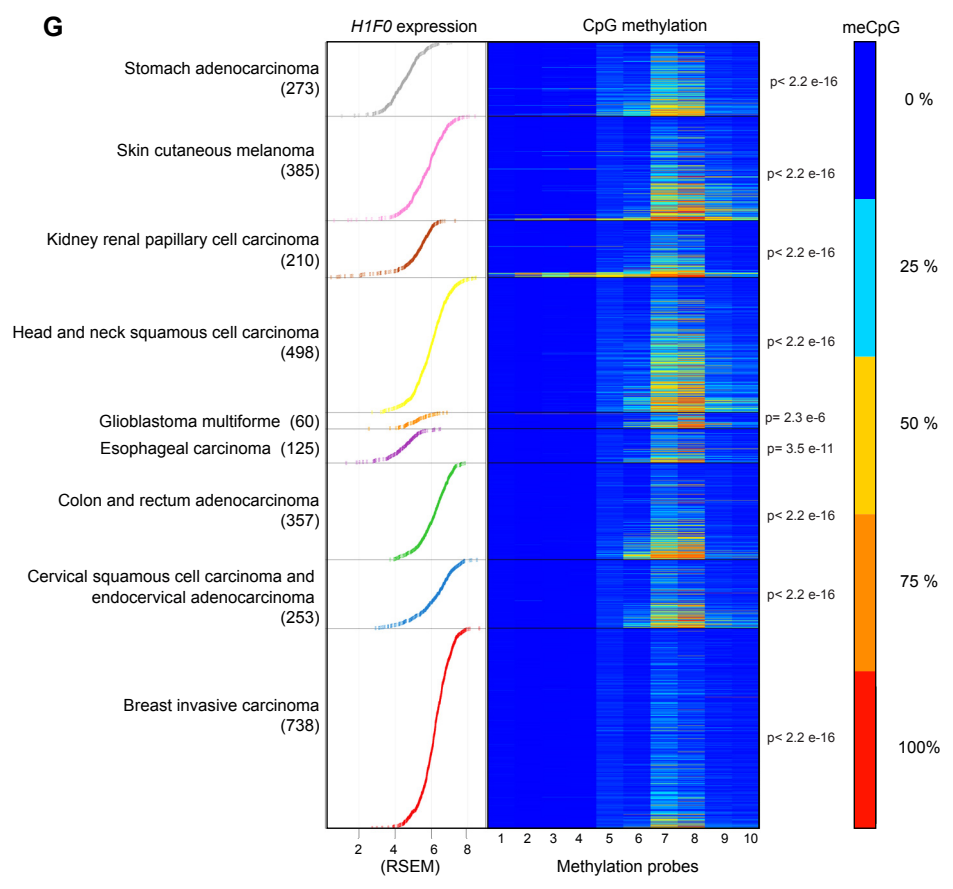 G
H1F0 expression
CpG methylation
meCpG
Stomach adenocarcinoma
(273)
p< 2.2 e-16
Skin cutaneous melanoma
(385)
p< 2.2 e-16
Kidney renal papillary cell carcinoma
(210)
p< 2.2 e-16
Head and neck squamous cell carcinoma
(498)
p< 2.2 e-16
Glioblastoma multiforme (60)
p= 2.3 e-6
Esophageal carcinoma (125)
p= 3.5 e-11
Colon and rectum adenocarcinoma
(357)
p< 2.2 e-16
Cervical squamous cell carcinoma and
endocervical adenocarcinoma
(253)
p< 2.2 e-16
Breast invasive carcinoma
(738)
p< 2.2 e-16
0 %
25 %
50 %
75 %
100%
2 4 6 8
(RSEM)
1 2 3 4 5 6 7 8 9 10
Methylation probes